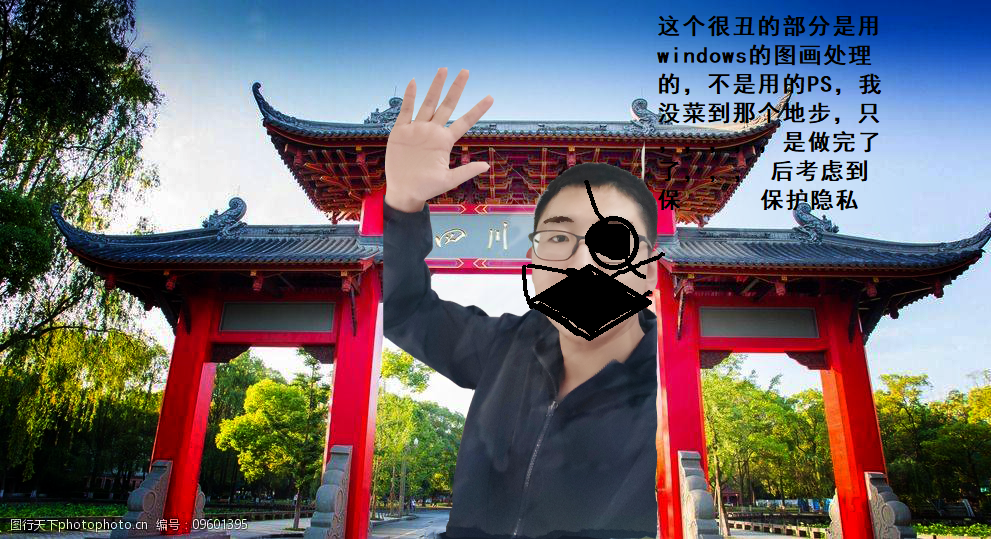 这个很丑的部分是用
windows的图画处理
的，不是用的PS，我
没菜到那个地步，只
是做完了
了 后考虑到
保 保护隐私
四川
图行天下photophoto.cn 编号：09601395